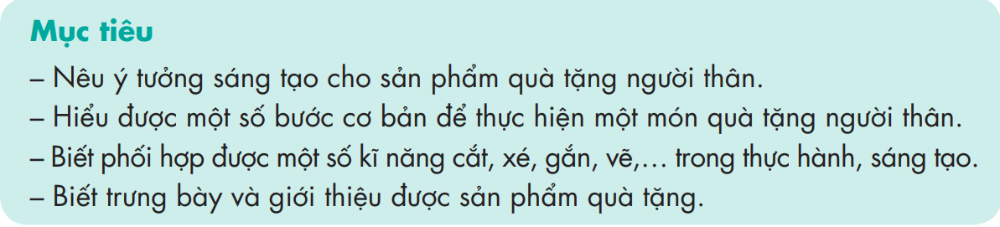 Mục tiêu
– Nêu ý tưởng sáng tạo cho sản phẩm quà tặng người thân.
– Hiểu được một số bước cơ bản để thực hiện một món quà tặng người thân.
– Biết phối hợp được một số kĩ năng cắt, xé, gắn, vẽ,… trong thực hành, sáng tạo.
– Biết trưng bày và giới thiệu được sản phẩm quà tặng.